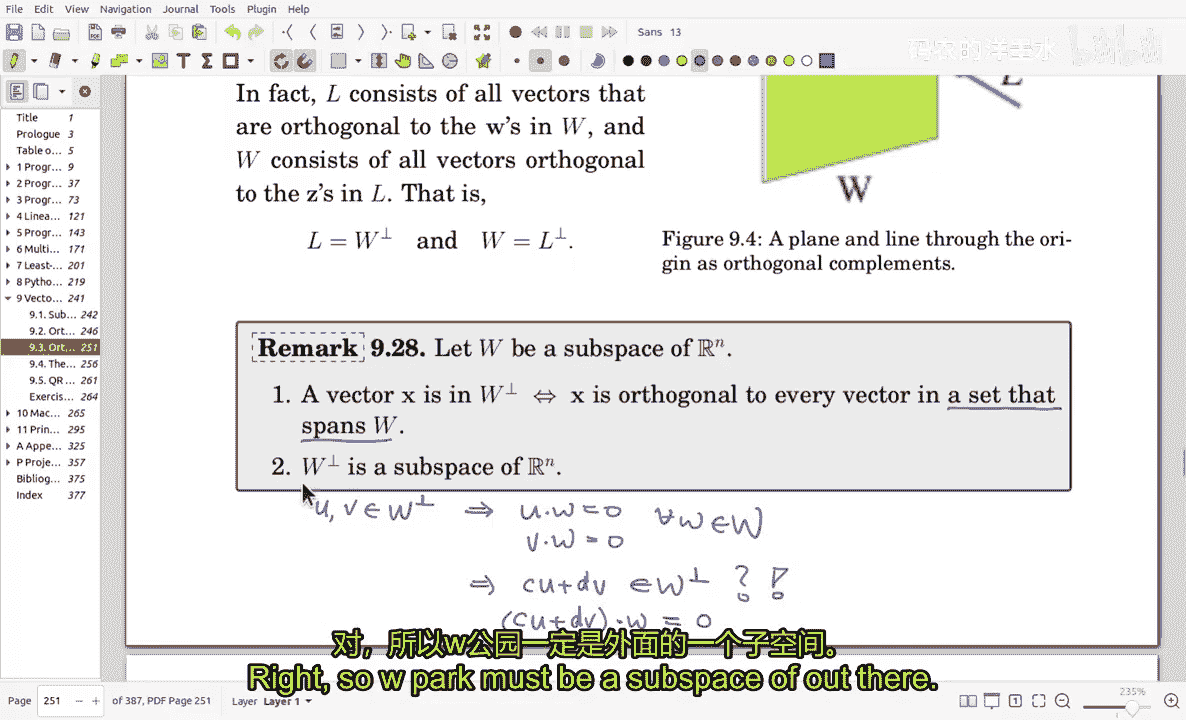 File Edit View Navigation Journal Tools Plugin Help
Sans 13
Title 1
Prologue 3
Table o... 5
1 Progr... 9
2 Progr... 37
3 Progr... 73
4 Linea... 121
5 Progr... 143
6 Multi... 171
7 Least-... 201
8 Pytho... 219
9 Vecto... 241
9.1. Sub... 242
9.2. Ort... 246
9.3. Ort... 251
9.4. The... 256
9.5. QR ... 261
Exercis... 264
10 Mac... 265
11 Prin... 295
A Appe... 325
P Proje... 357
Bibliog... 375
Index 377
In fact, L consists of all vectors that
are orthogonal to the w's in W, and
W consists of all vectors orthogonal
to the z's in L. That is,
L = W⊥ and W = L⊥.
L
W
Figure 9.4: A plane and line through the ori-
gin as orthogonal complements.
Remark 9.28. Let W be a subspace of ℝⁿ.
1. A vector x is in W⊥ ⇔ x is orthogonal to every vector in a set that
spans W.
2. W⊥ is a subspace of ℝⁿ.
u, v ∈ W⊥ ⇒ u·w = 0 ∀w ∈ W
v·w = 0
⇒ cu+dv ∈ W⊥ ? !
(cu+dv)·w = 0
对，所以w公园一定是外面的一个子空间。
Right, so w park must be a subspace of out there.
Page 251 of 387, PDF Page 251 Layer Layer 1
235%